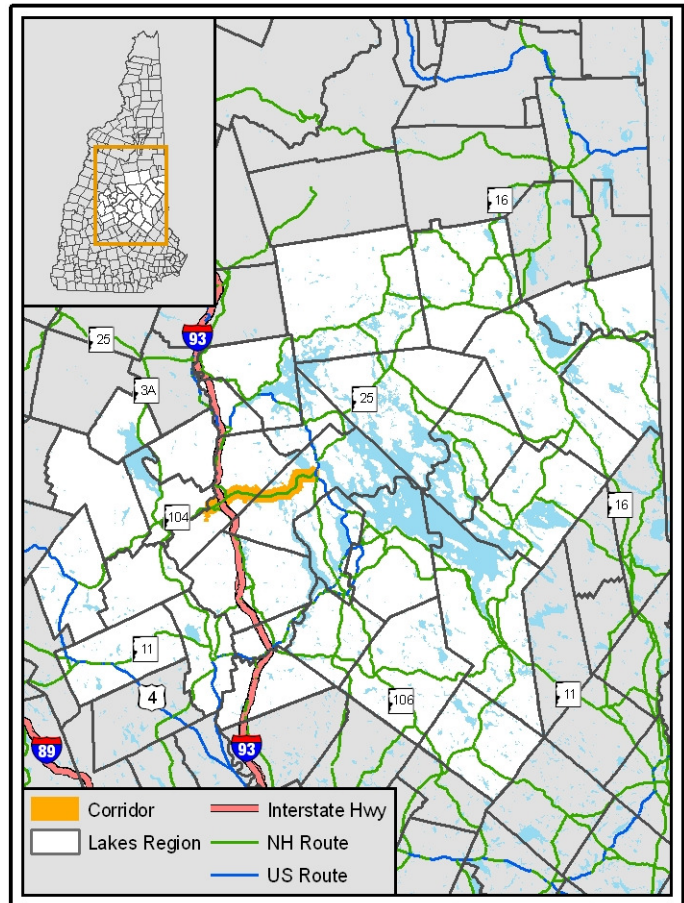 16
93
25
3A
25
104
16
11
4
106
11
89
93
Corridor
Interstate Hwy
Lakes Region
NH Route
US Route